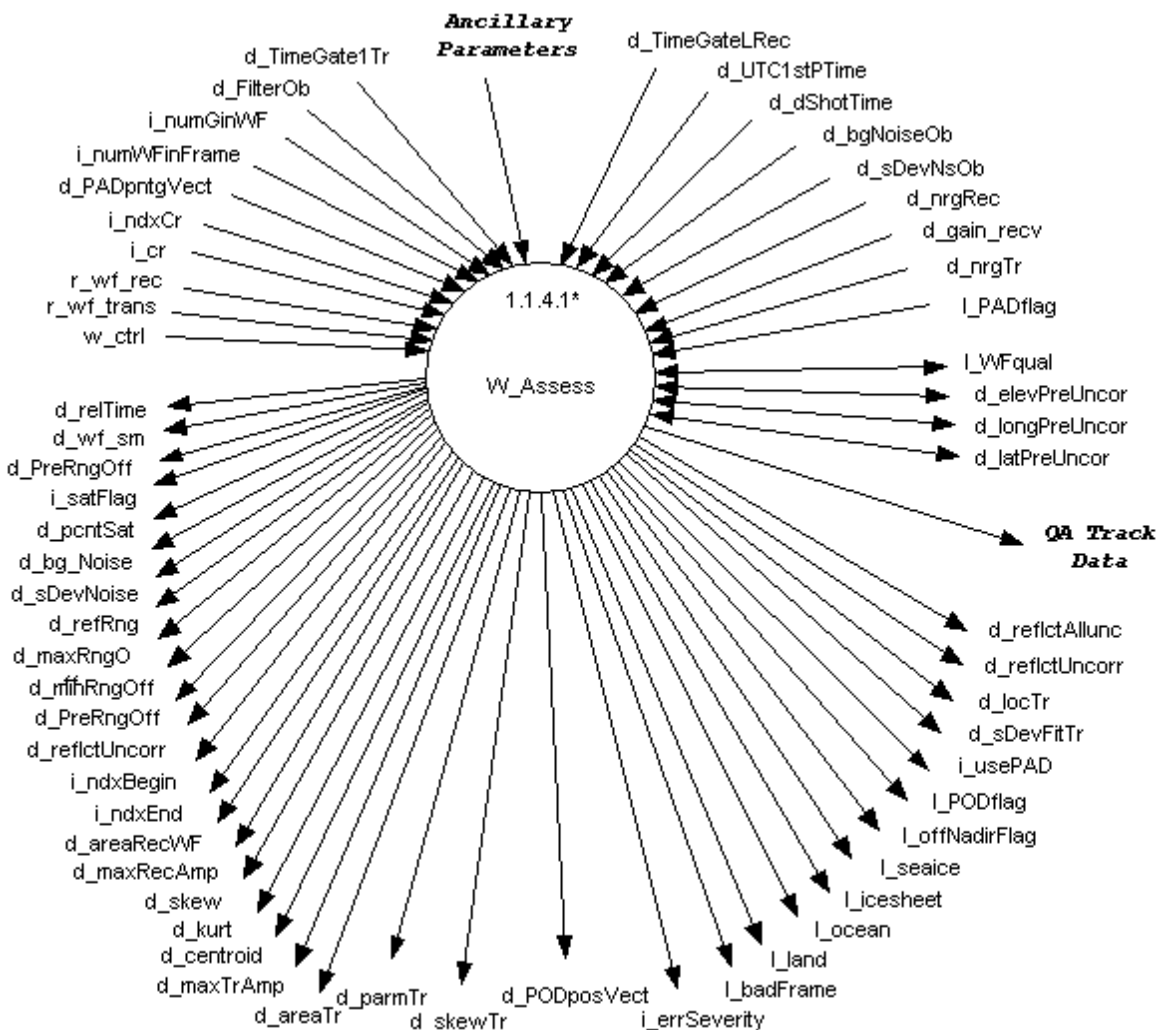 Ancillary
Parameters
d_TimeGate1Tr
d_FilterOb
i_numGinWF
i_numWFinFrame
d_PADpntgVect
i_ndxCr
i_cr
r_wf_rec
r_wf_trans
w_ctrl
d_TimeGateLRec
d_UTC1stPTime
d_dShotTime
d_bgNoiseOb
d_sDevNsOb
d_nrgRec
d_gain_recv
d_nrgTr
l_PADflag
1.1.4.1*
W_Assess
l_WFqual
d_elevPreUncor
d_longPreUncor
d_latPreUncor
QA Track
Data
d_relTime
d_wf_sm
d_PreRngOff
i_satFlag
d_pcntSat
d_bg_Noise
d_sDevNoise
d_refRng
d_maxRngO
d_minRngOff
d_PreRngOff
d_reflctUncorr
i_ndxBegin
i_ndxEnd
d_areaRecWF
d_maxRecAmp
d_skew
d_kurt
d_centroid
d_maxTrAmp
d_areaTr
d_parmTr
d_skewTr
d_PODposVect
i_errSeverity
l_badFrame
l_land
l_ocean
l_icesheet
l_seaice
l_offNadirFlag
l_PODflag
i_usePAD
d_sDevFitTr
d_locTr
d_reflctUncorr
d_reflctAllunc